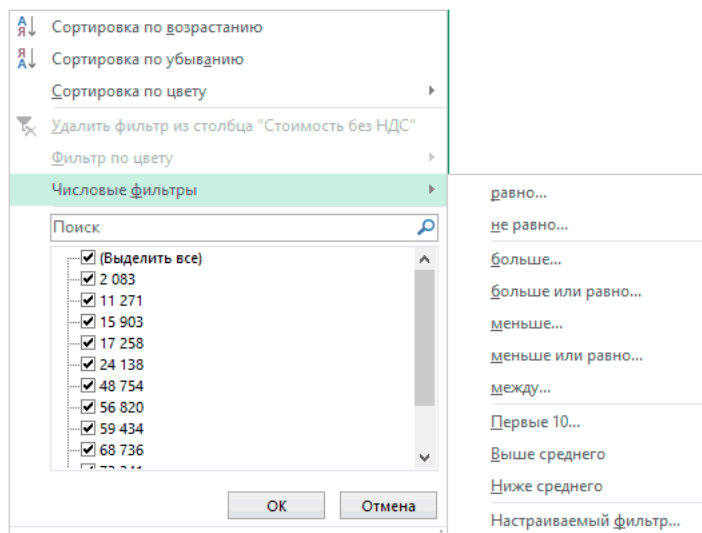 Сортировка по возрастанию
Сортировка по убыванию
Сортировка по цвету
Удалить фильтр из столбца "Стоимость без НДС"
Фильтр по цвету
Числовые фильтры
Поиск
(Выделить все)
2 083
11 271
15 903
17 258
24 138
48 754
56 820
59 434
68 736
ОК
Отмена
равно...
не равно...
больше...
больше или равно...
меньше...
меньше или равно...
между...
Первые 10...
Выше среднего
Ниже среднего
Настраиваемый фильтр...